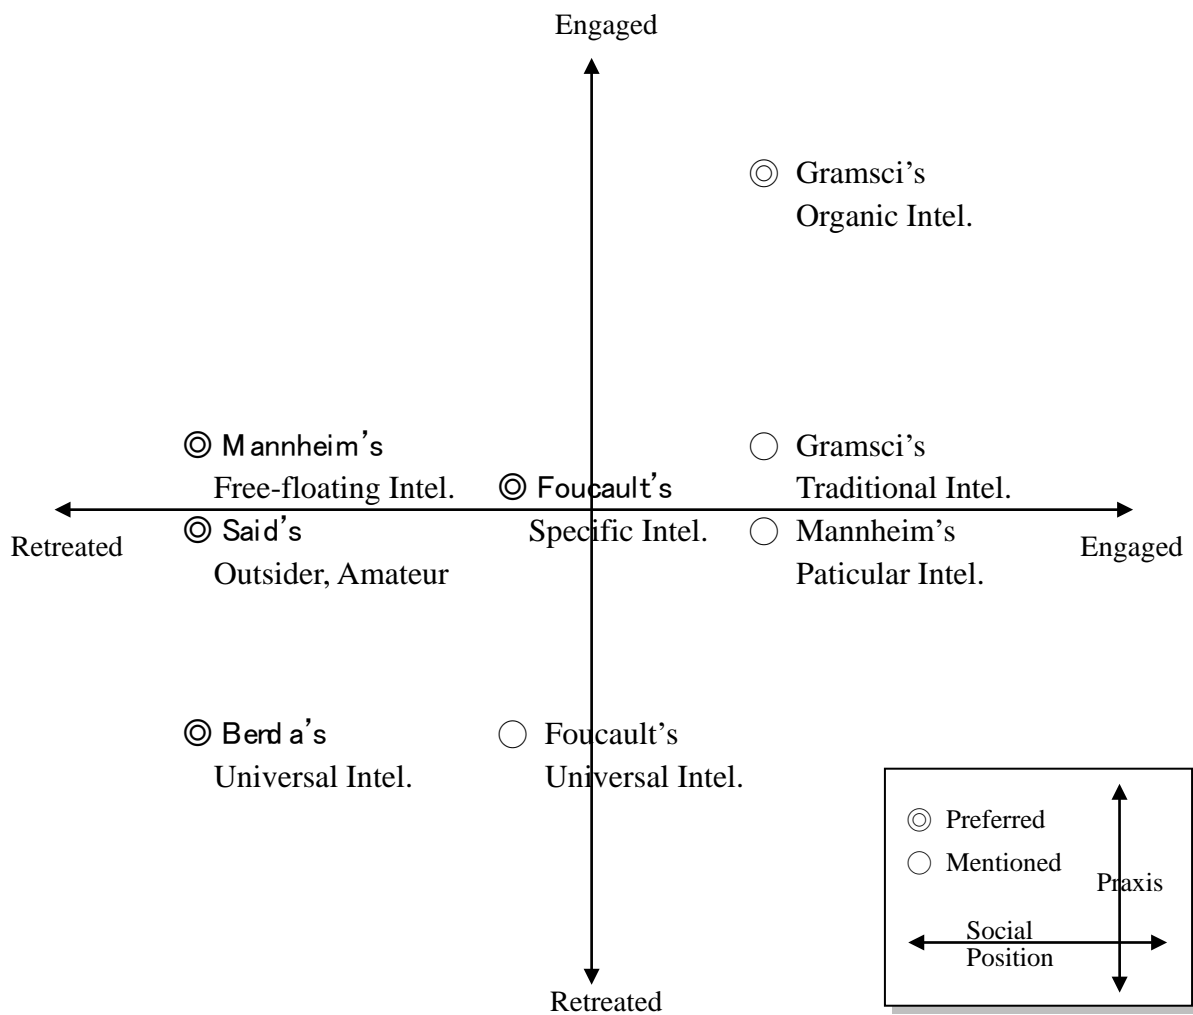 Engaged
◎ Gramsci's
Organic Intel.
◎ Mannheim's
Free-floating Intel.
◎ Foucault's
Specific Intel.
○ Gramsci's
Traditional Intel.
Retreated
◎ Said's
Outsider, Amateur
○ Mannheim's
Paticular Intel.
Engaged
◎ Benda's
Universal Intel.
○ Foucault's
Universal Intel.
Retreated
◎ Preferred
○ Mentioned
Praxis
Social
Position